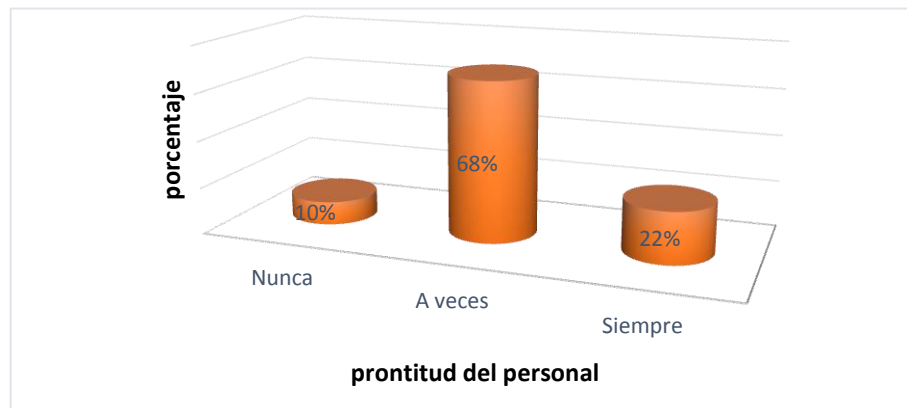 porcentaje
10%
68%
22%
Nunca
A veces
Siempre
prontitud del personal